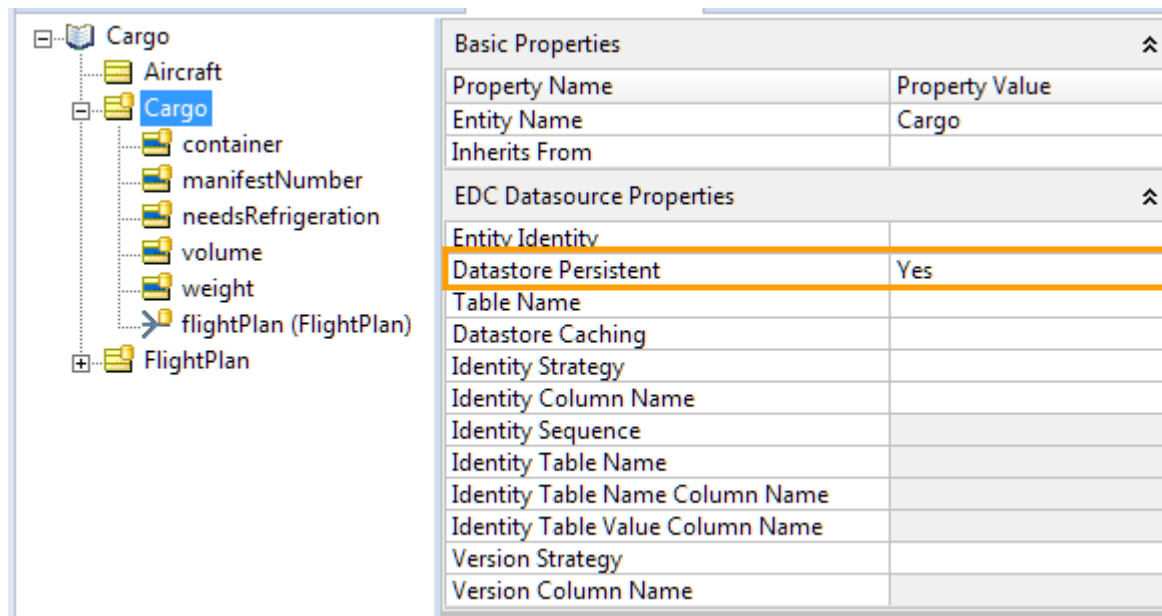 Cargo
Aircraft
Cargo
container
manifestNumber
needsRefrigeration
volume
weight
flightPlan (FlightPlan)
FlightPlan
Basic Properties
Property Name Property Value
Entity Name Cargo
Inherits From
EDC Datasource Properties
Entity Identity
Datastore Persistent Yes
Table Name
Datastore Caching
Identity Strategy
Identity Column Name
Identity Sequence
Identity Table Name
Identity Table Name Column Name
Identity Table Value Column Name
Version Strategy
Version Column Name